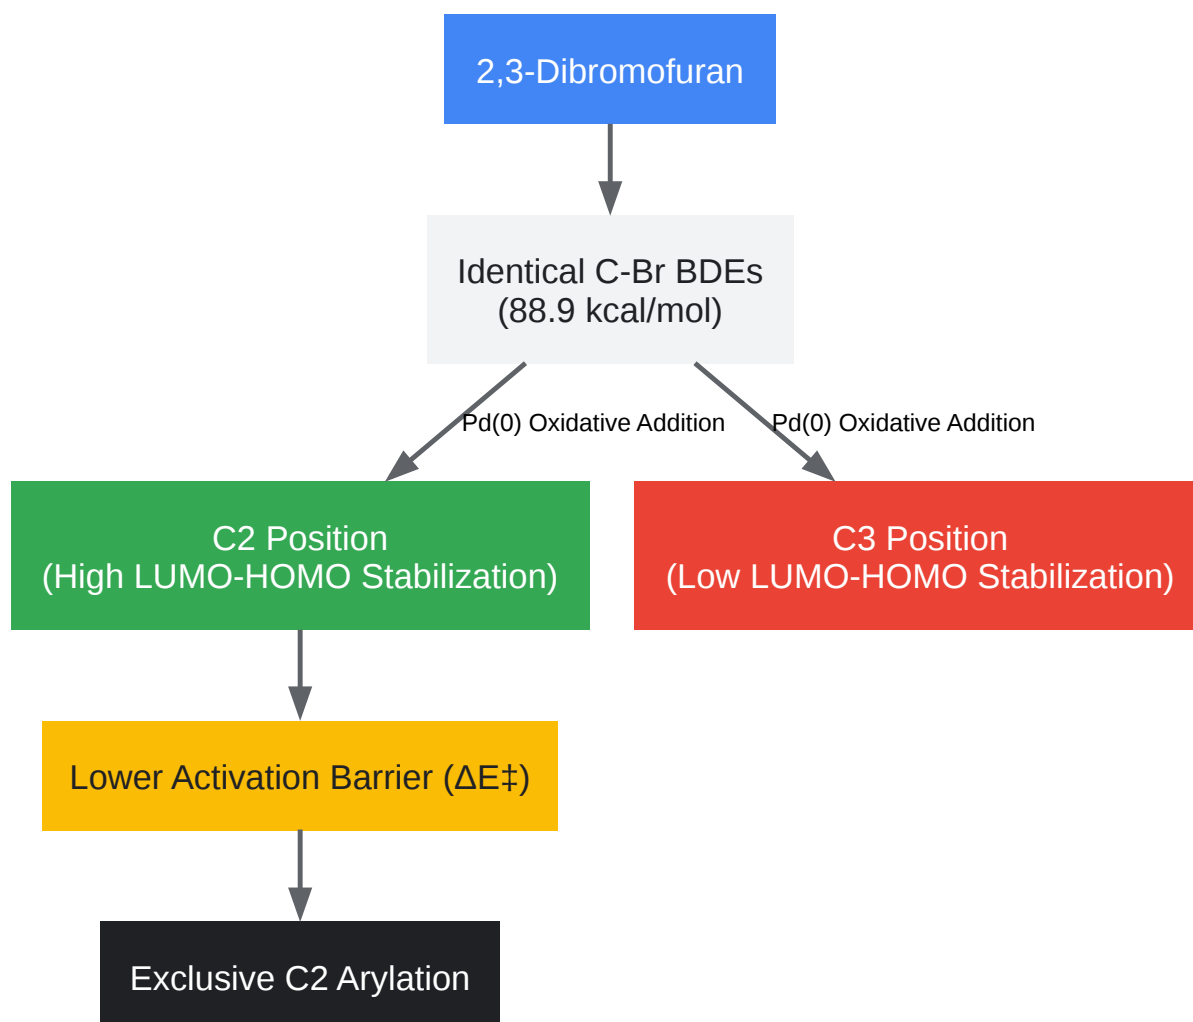 2,3-Dibromofuran
Identical C-Br BDEs
(88.9 kcal/mol)
Pd(0) Oxidative Addition
Pd(0) Oxidative Addition
C2 Position
(High LUMO-HOMO Stabilization)
C3 Position
(Low LUMO-HOMO Stabilization)
Lower Activation Barrier (ΔE‡)
Exclusive C2 Arylation